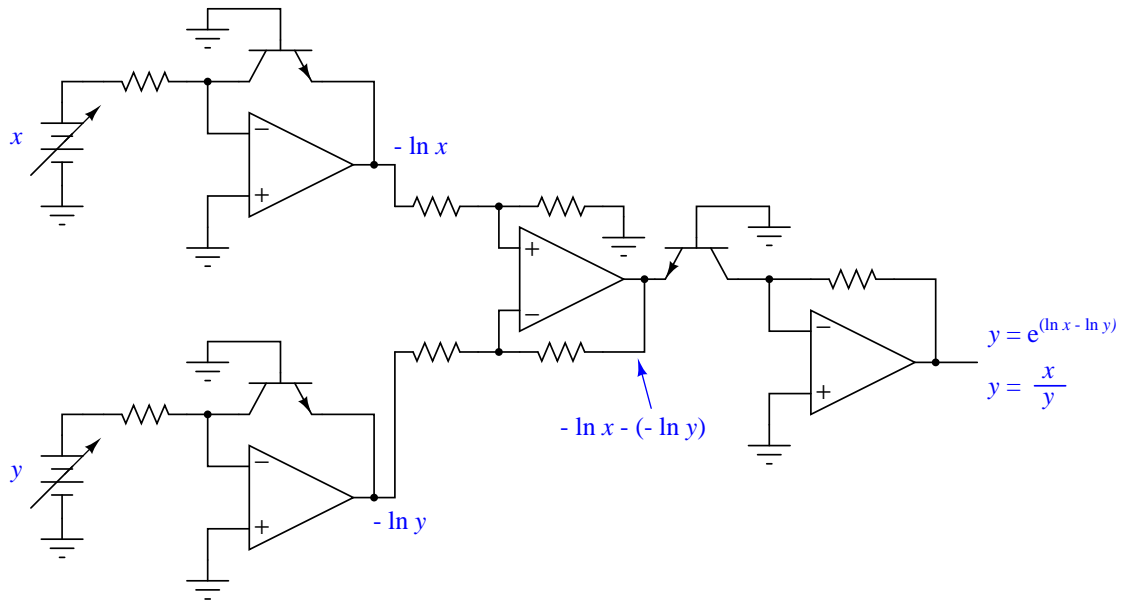 x
- ln x
−
+
+
−
y = e(ln x - ln y)
−
y = x/y
+
- ln x - (- ln y)
y
−
+
- ln y